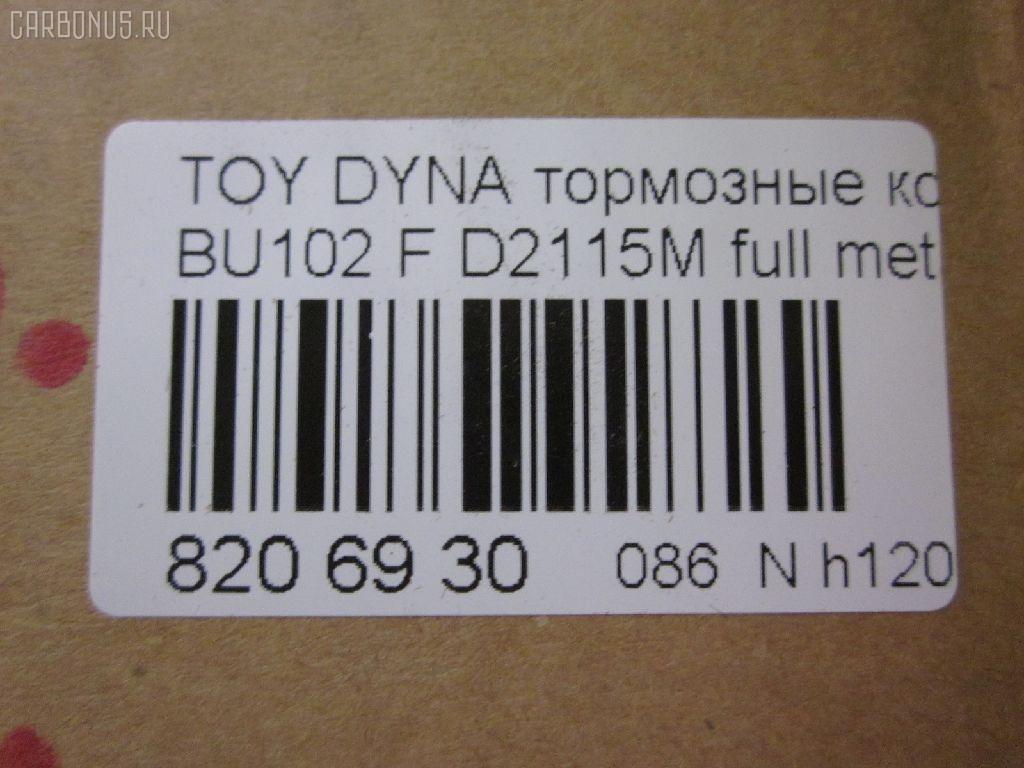 CARBONUS.RU
TOY DYNA тормозные ко
BU102 F D2115M full met
820 69 30 086 N h120